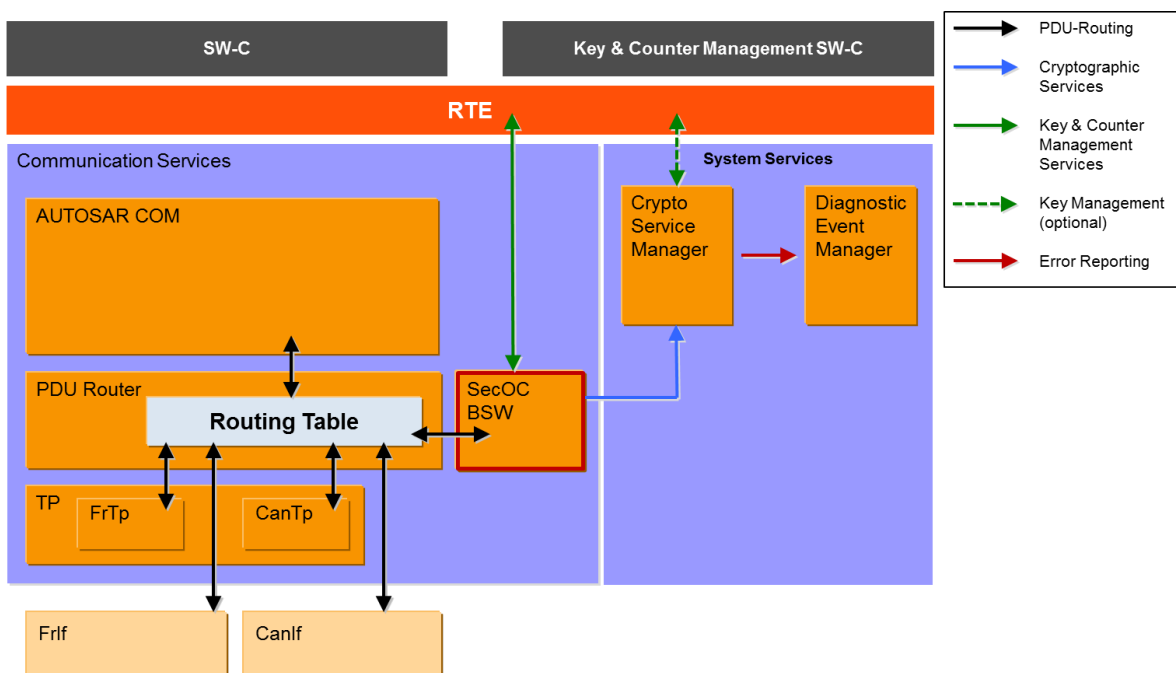 SW-C
Key & Counter Management SW-C
RTE
Communication Services
AUTOSAR COM
PDU Router
Routing Table
SecOC
BSW
TP
FrTp
CanTp
FrIf
CanIf
System Services
Crypto
Service
Manager
Diagnostic
Event
Manager
PDU-Routing
Cryptographic
Services
Key & Counter
Management
Services
Key Management
(optional)
Error Reporting